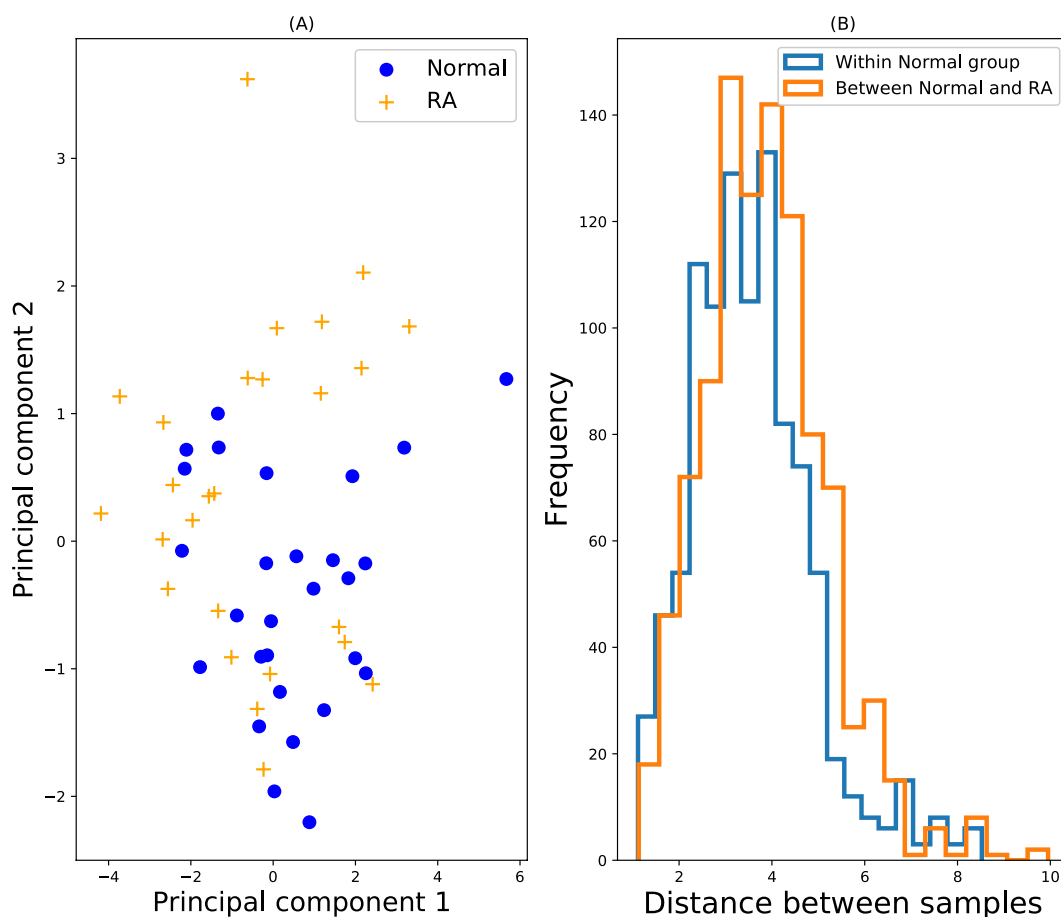 (A)
Normal
RA
3
2
1
0
−1
−2
Principal component 2
−4
−2
0
2
4
6
Principal component 1
(B)
Within Normal group
Between Normal and RA
140
120
100
80
60
40
20
0
Frequency
2
4
6
8
10
Distance between samples